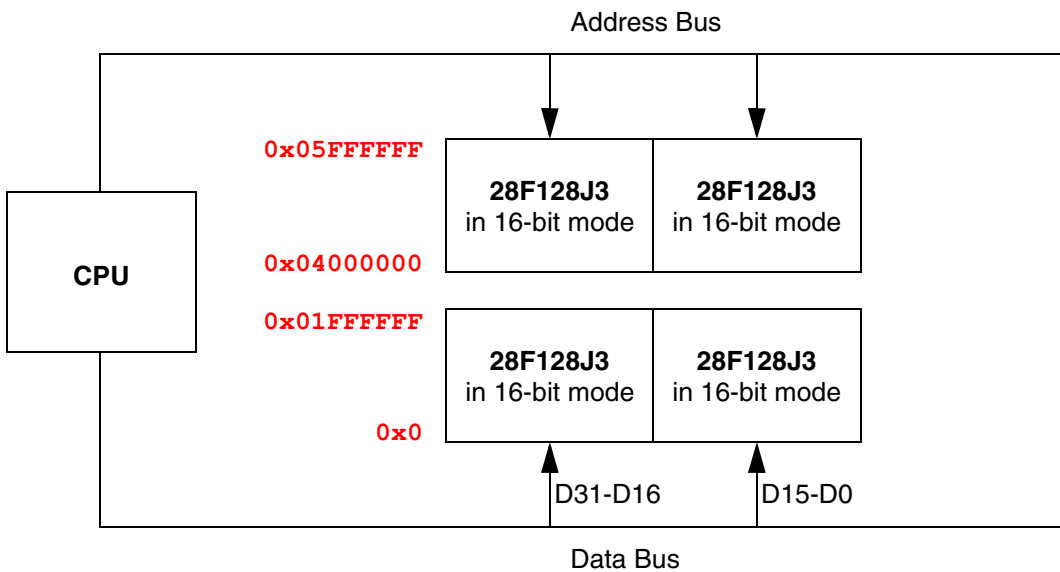 Address Bus
0x05FFFFFF
28F128J3
in 16-bit mode
28F128J3
in 16-bit mode
0x04000000
CPU
0x01FFFFFF
28F128J3
in 16-bit mode
28F128J3
in 16-bit mode
0x0
D31-D16
D15-D0
Data Bus